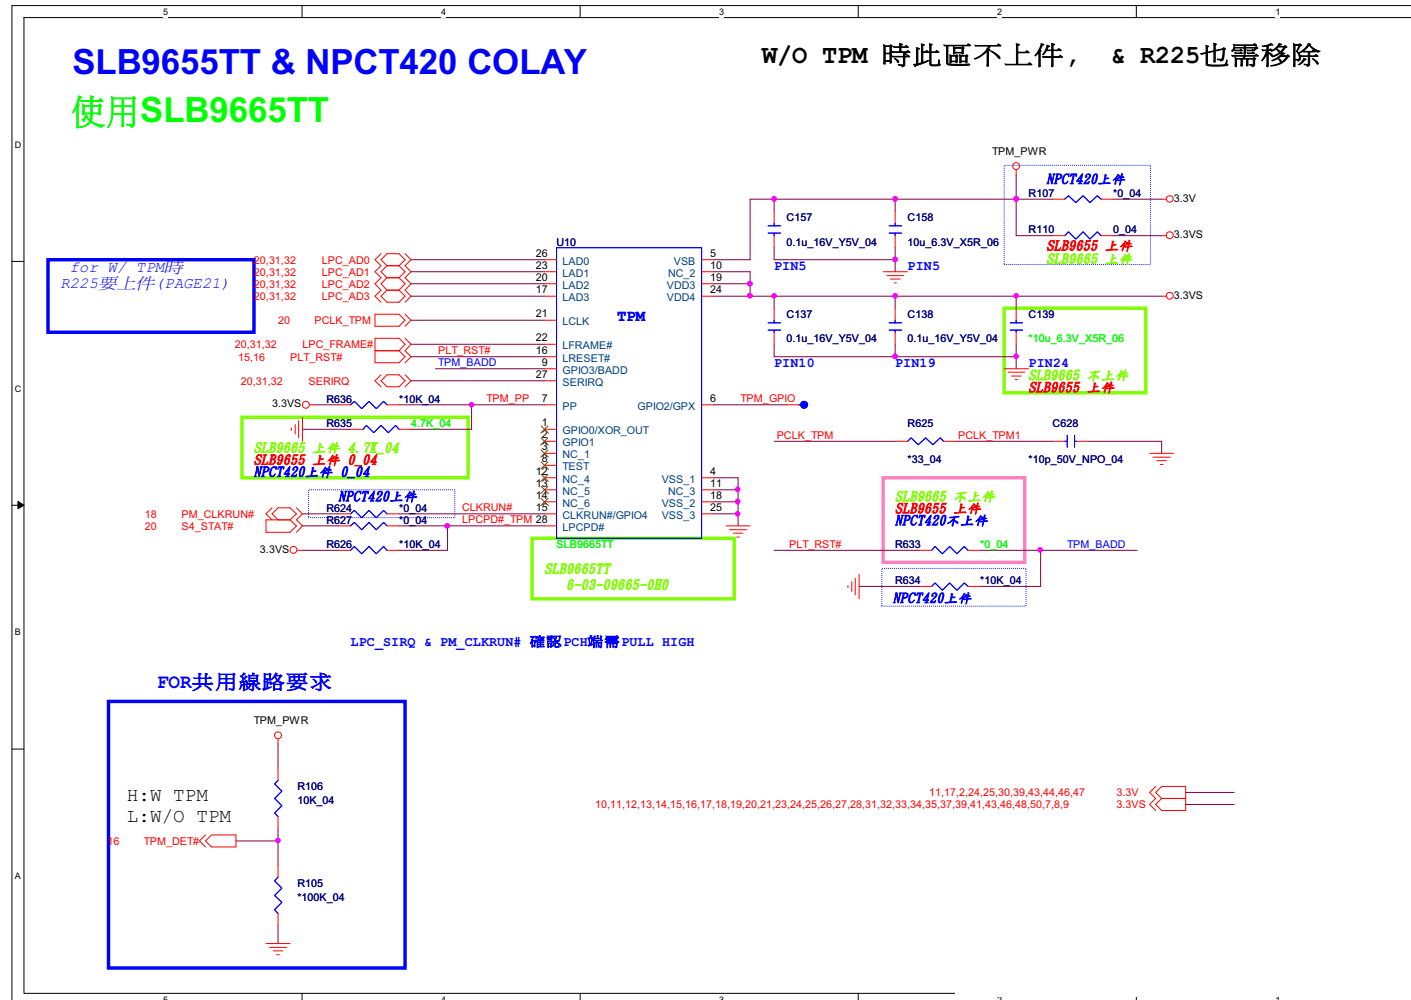 5 4 3 2 1
SLB9655TT & NPCT420 COLAY
W/O TPM 時此區不上件, & R225也需移除
使用SLB9665TT
D
TPM_PWR
NPCT420上件
R107 *0_04 3.3V
R110 0_04 3.3VS
SLB9655 上件
SLB9665 上件
C157 0.1u_16V_Y5V_04 PIN5
C158 10u_6.3V_X5R_06 PIN5
for W/ TPM時
R225要上件(PAGE21)
U10
TPM
20,31,32 LPC_AD0 26 LAD0
20,31,32 LPC_AD1 23 LAD1
20,31,32 LPC_AD2 20 LAD2
20,31,32 LPC_AD3 17 LAD3
20 PCLK_TPM 21 LCLK
20,31,32 LPC_FRAME# 22 LFRAME#
15,16 PLT_RST# PLT_RST# 16 LRESET#
TPM_BADD 9 GPIO3/BADD
20,31,32 SERIRQ 27 SERIRQ
3.3VS R636 *10K_04 TPM_PP 7 PP
R635 4.7K_04
SLB9665 上件 4.7K_04
SLB9655 上件 0_04
NPCT420上件 0_04
1 GPIO0/XOR_OUT
2 GPIO1
3 NC_1
8 TEST
12 NC_4
13 NC_5
14 NC_6
NPCT420上件
18 PM_CLKRUN# R624 *0_04 CLKRUN# 15 CLKRUN#/GPIO4
20 S4_STAT# R627 *0_04 LPCPD#_TPM 28 LPCPD#
3.3VS R626 *10K_04
VSB 5
NC_2 10
VDD3 19
VDD4 24
3.3VS
C137 0.1u_16V_Y5V_04 PIN10
C138 0.1u_16V_Y5V_04 PIN19
C139 *10u_6.3V_X5R_06 PIN24
SLB9665 不上件
SLB9655 上件
GPIO2/GPX 6 TPM_GPIO
C
PCLK_TPM R625 *33_04 PCLK_TPM1 C628 *10p_50V_NPO_04
VSS_1 4
NC_3 11
VSS_2 18
VSS_3 25
SLB9665 不上件
SLB9655 上件
NPCT420不上件
PLT_RST# R633 *0_04 TPM_BADD
R634 *10K_04
NPCT420上件
SLB9665TT
SLB9665TT
6-03-09665-0H0
B
LPC_SIRQ & PM_CLKRUN# 確認PCH端需PULL HIGH
FOR共用線路要求
TPM_PWR
R106
10K_04
H:W TPM
L:W/O TPM
16 TPM_DET#
R105
*100K_04
11,17,2,24,25,30,39,43,44,46,47 3.3V
10,11,12,13,14,15,16,17,18,19,20,21,23,24,25,26,27,28,31,32,33,34,35,37,39,41,43,46,48,50,7,8,9 3.3VS
A
5 4 3 2 1